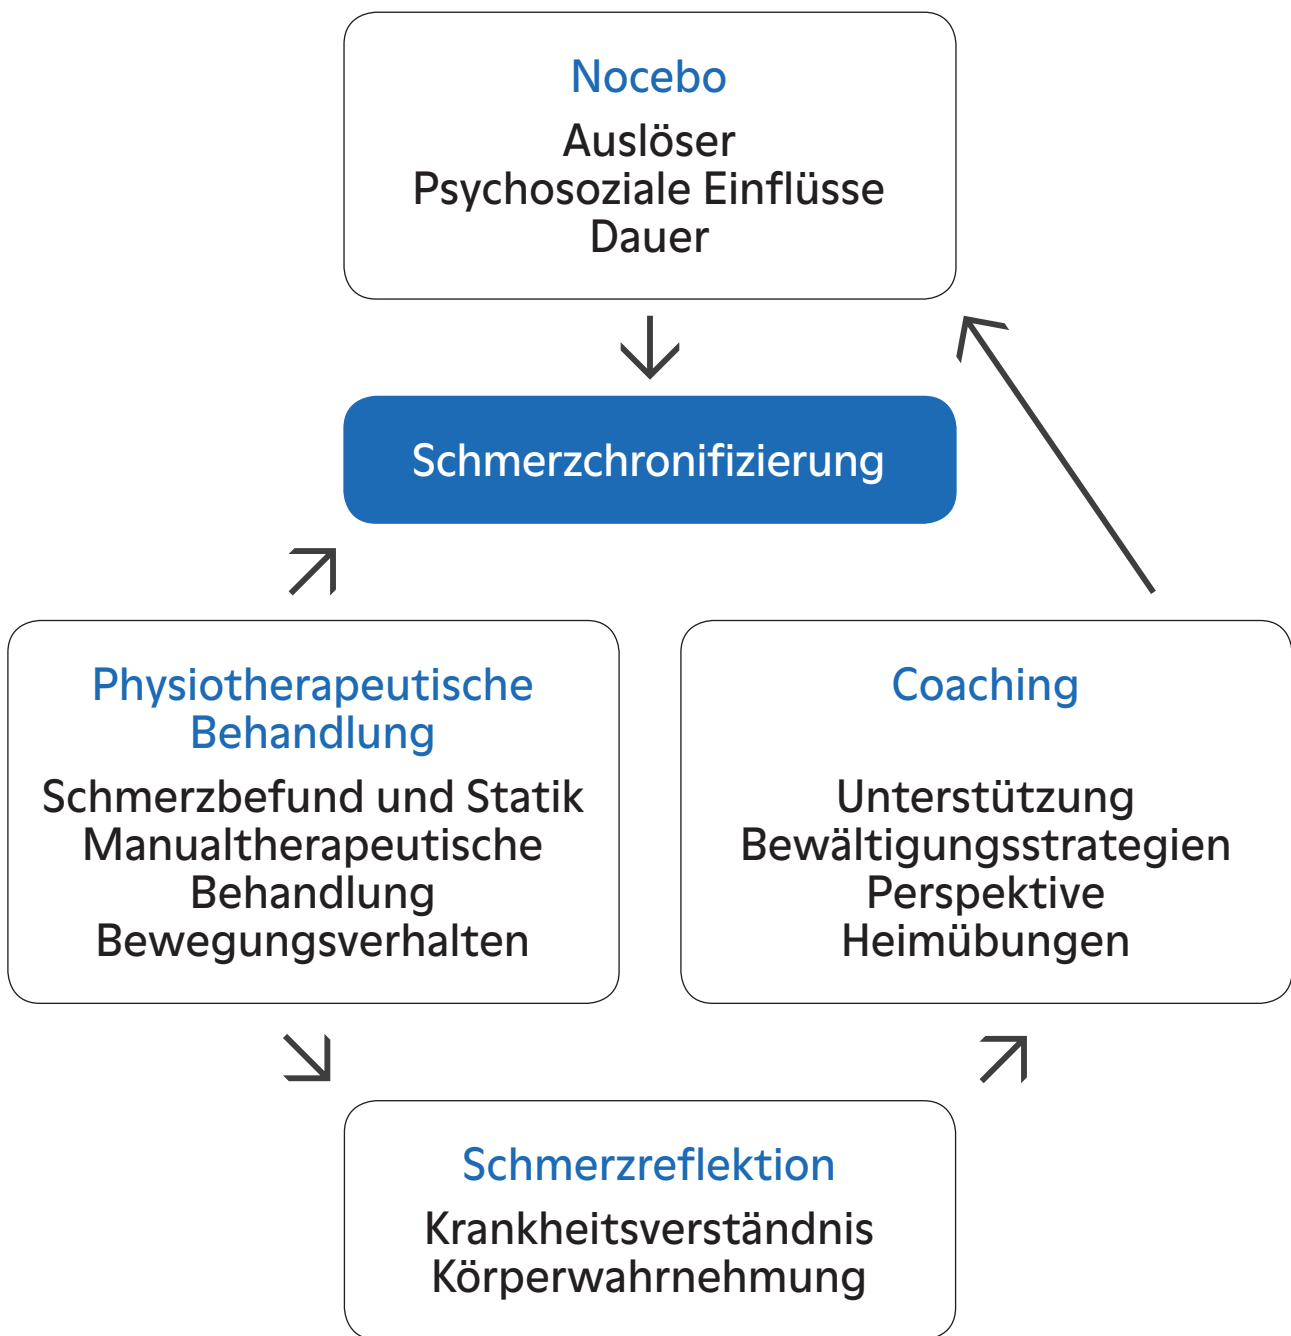 Nocebo
Auslöser
Psychosoziale Einflüsse
Dauer
Schmerzchronifizierung
Physiotherapeutische
Behandlung
Schmerzbefund und Statik
Manualtherapeutische
Behandlung
Bewegungsverhalten
Coaching
Unterstützung
Bewältigungsstrategien
Perspektive
Heimübungen
Schmerzreflektion
Krankheitsverständnis
Körperwahrnehmung